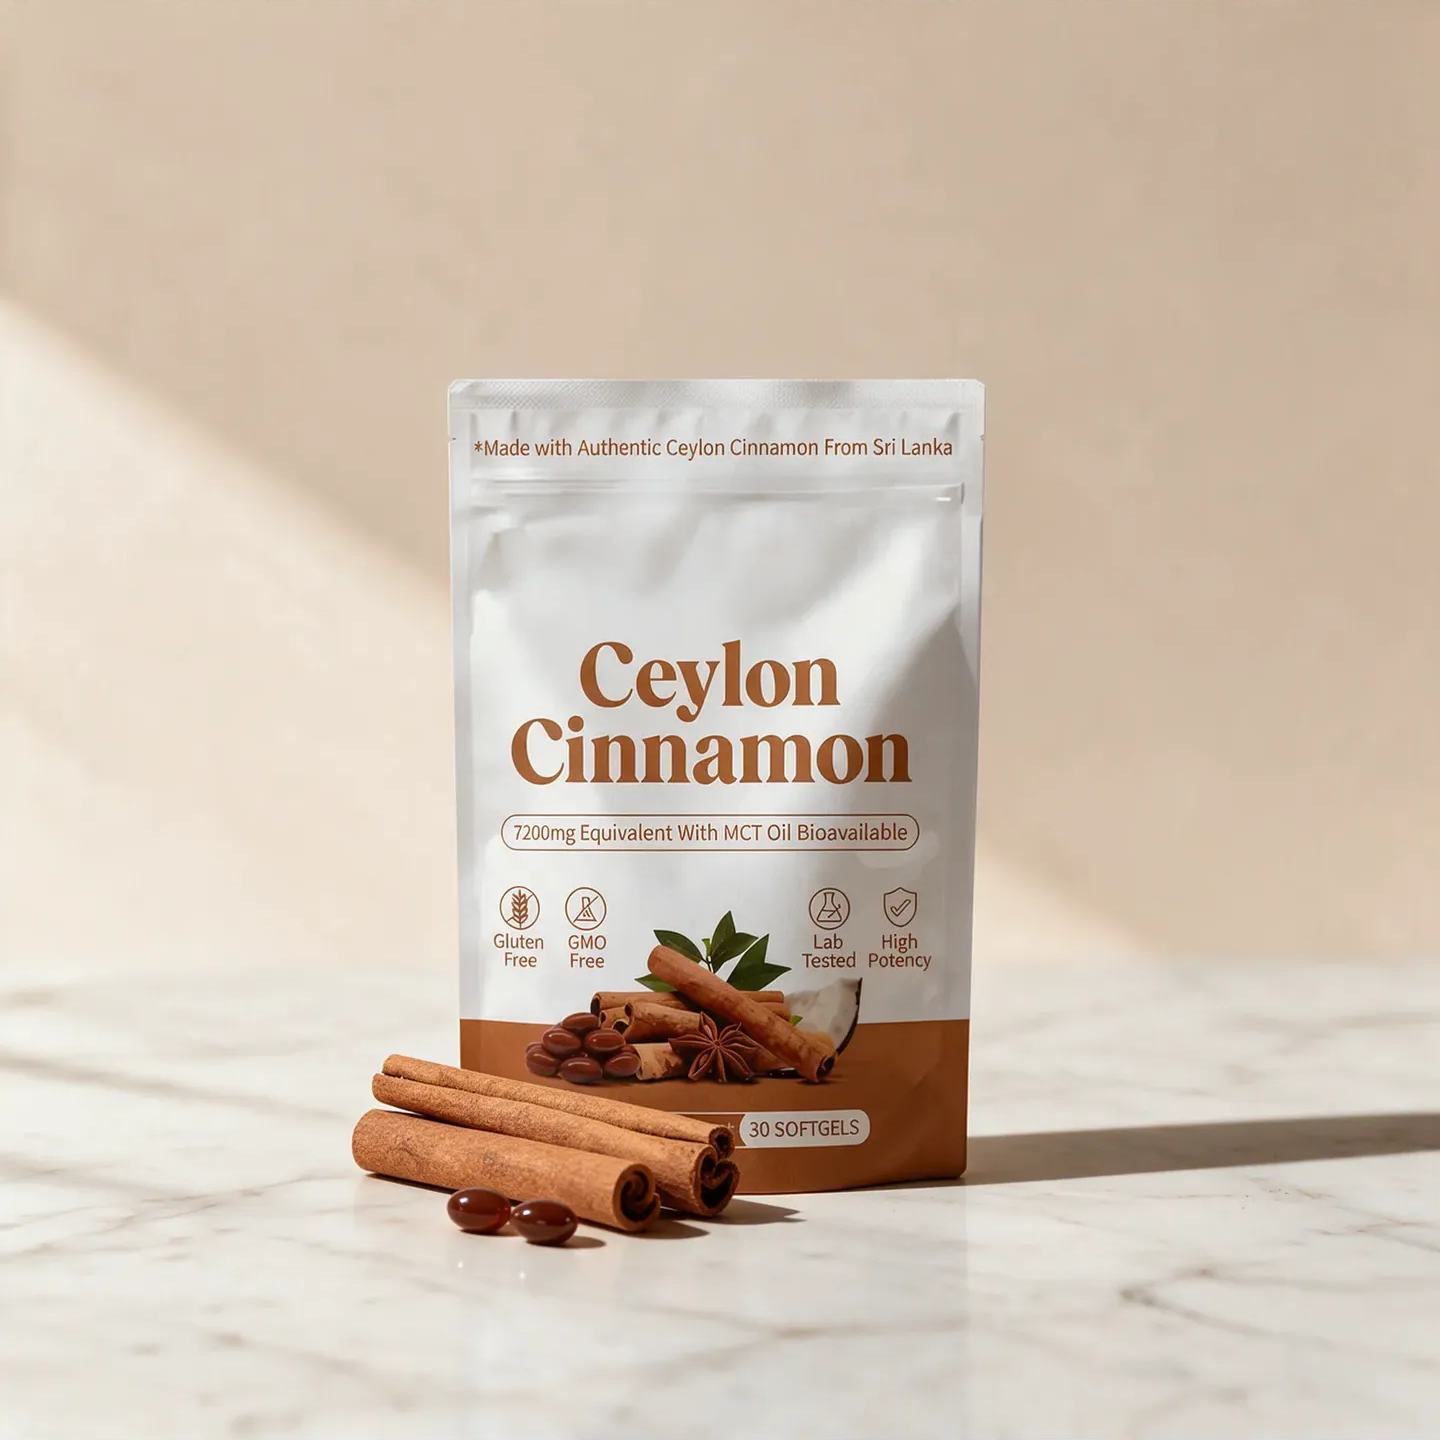 *Made with Authentic Ceylon Cinnamon From Sri Lanka
Ceylon
Cinnamon
7200mg Equivalent With MCT Oil Bioavailable
Gluten
Free
GMO
Free
Lab
Tested
High
Potency
30 SOFTGELS